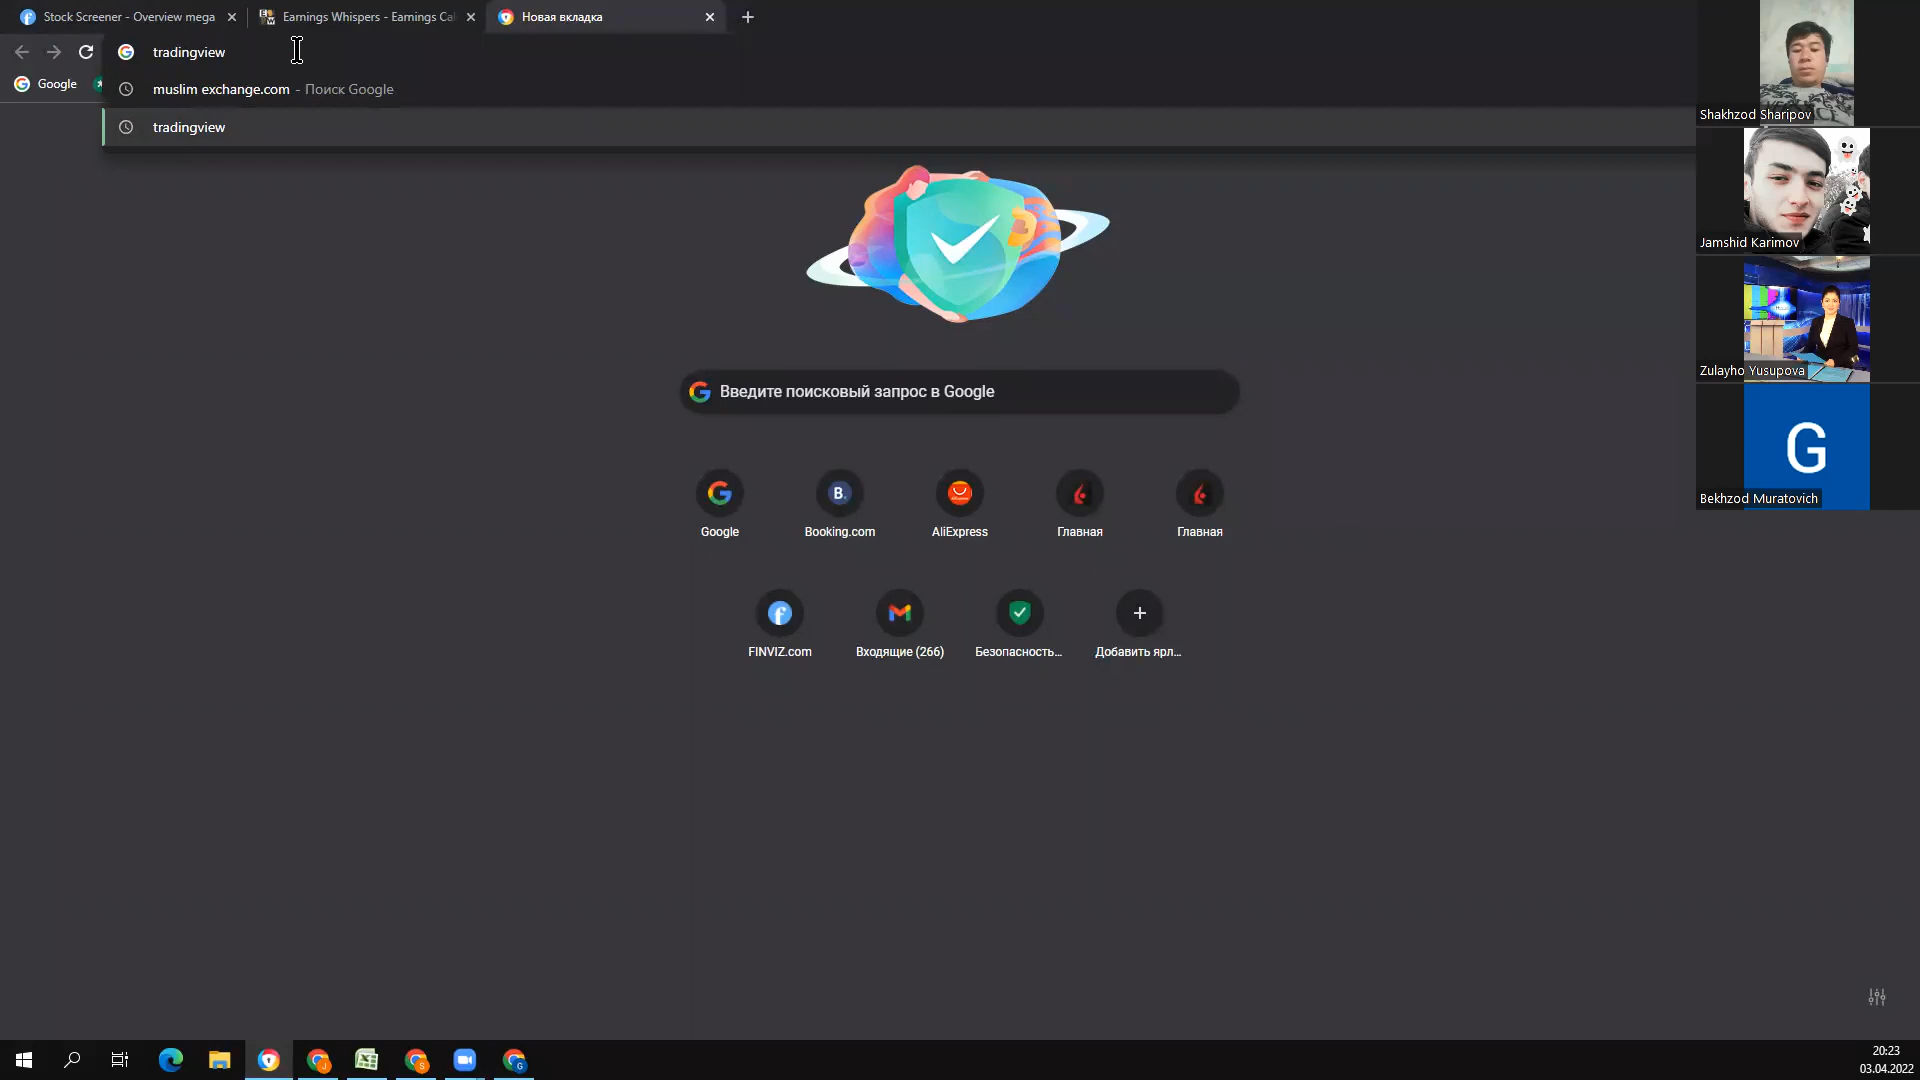 Stock Screener - Overview mega
Earnings Whispers - Earnings Cal
Новая вкладка
tradingview
Google
muslim exchange.com - Поиск Google
tradingview
Введите поисковый запрос в Google
Google
Booking.com
AliExpress
Главная
Главная
FINVIZ.com
Входящие (266)
Безопасность...
Добавить ярл...
Shakhzod Sharipov
Jamshid Karimov
Zulayho Yusupova
G
Bekhzod Muratovich
20:23
03.04.2022